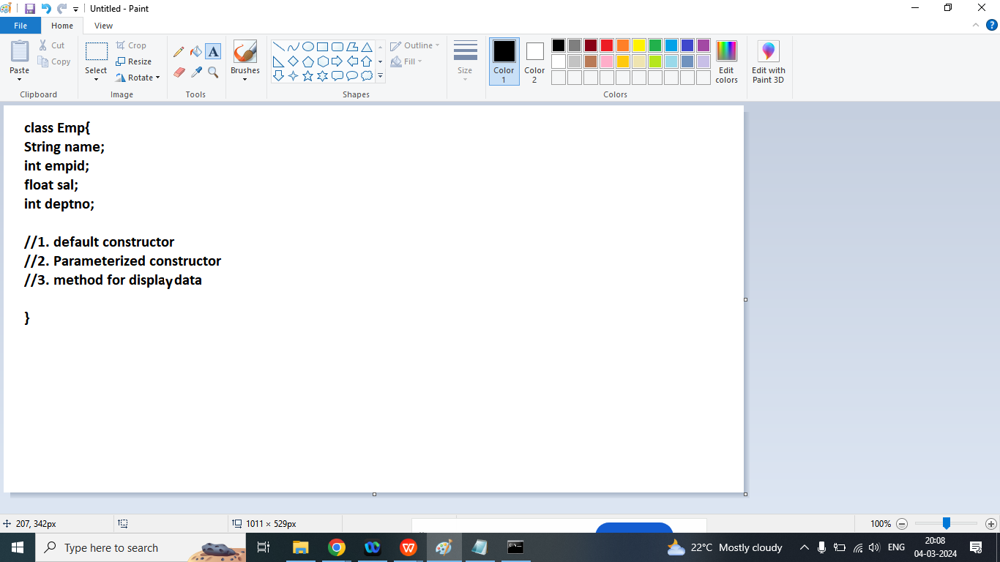 Untitled - Paint
File
Home
View
Paste
Cut
Copy
Clipboard
Select
Crop
Resize
Rotate
Image
A
Tools
Brushes
Outline
Fill
Shapes
Size
Color 1
Color 2
Edit colors
Colors
Edit with Paint 3D
class Emp{
String name;
int empid;
float sal;
int deptno;
//1. default constructor
//2. Parameterized constructor
//3. method for display data
}
207, 342px
1011 × 529px
100%
Type here to search
22°C Mostly cloudy
ENG
20:08
04-03-2024